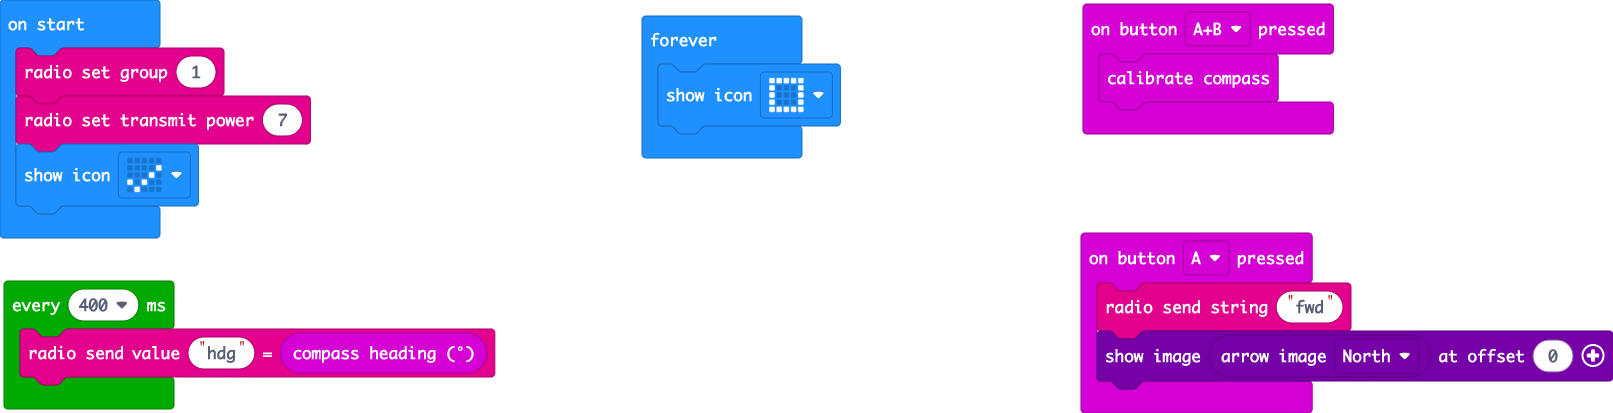 on start
radio set group 1
radio set transmit power 7
show icon
every 400 ms
radio send value "hdg" = compass heading (°)
forever
show icon
on button A+B pressed
calibrate compass
on button A pressed
radio send string "fwd"
show image arrow image North at offset 0